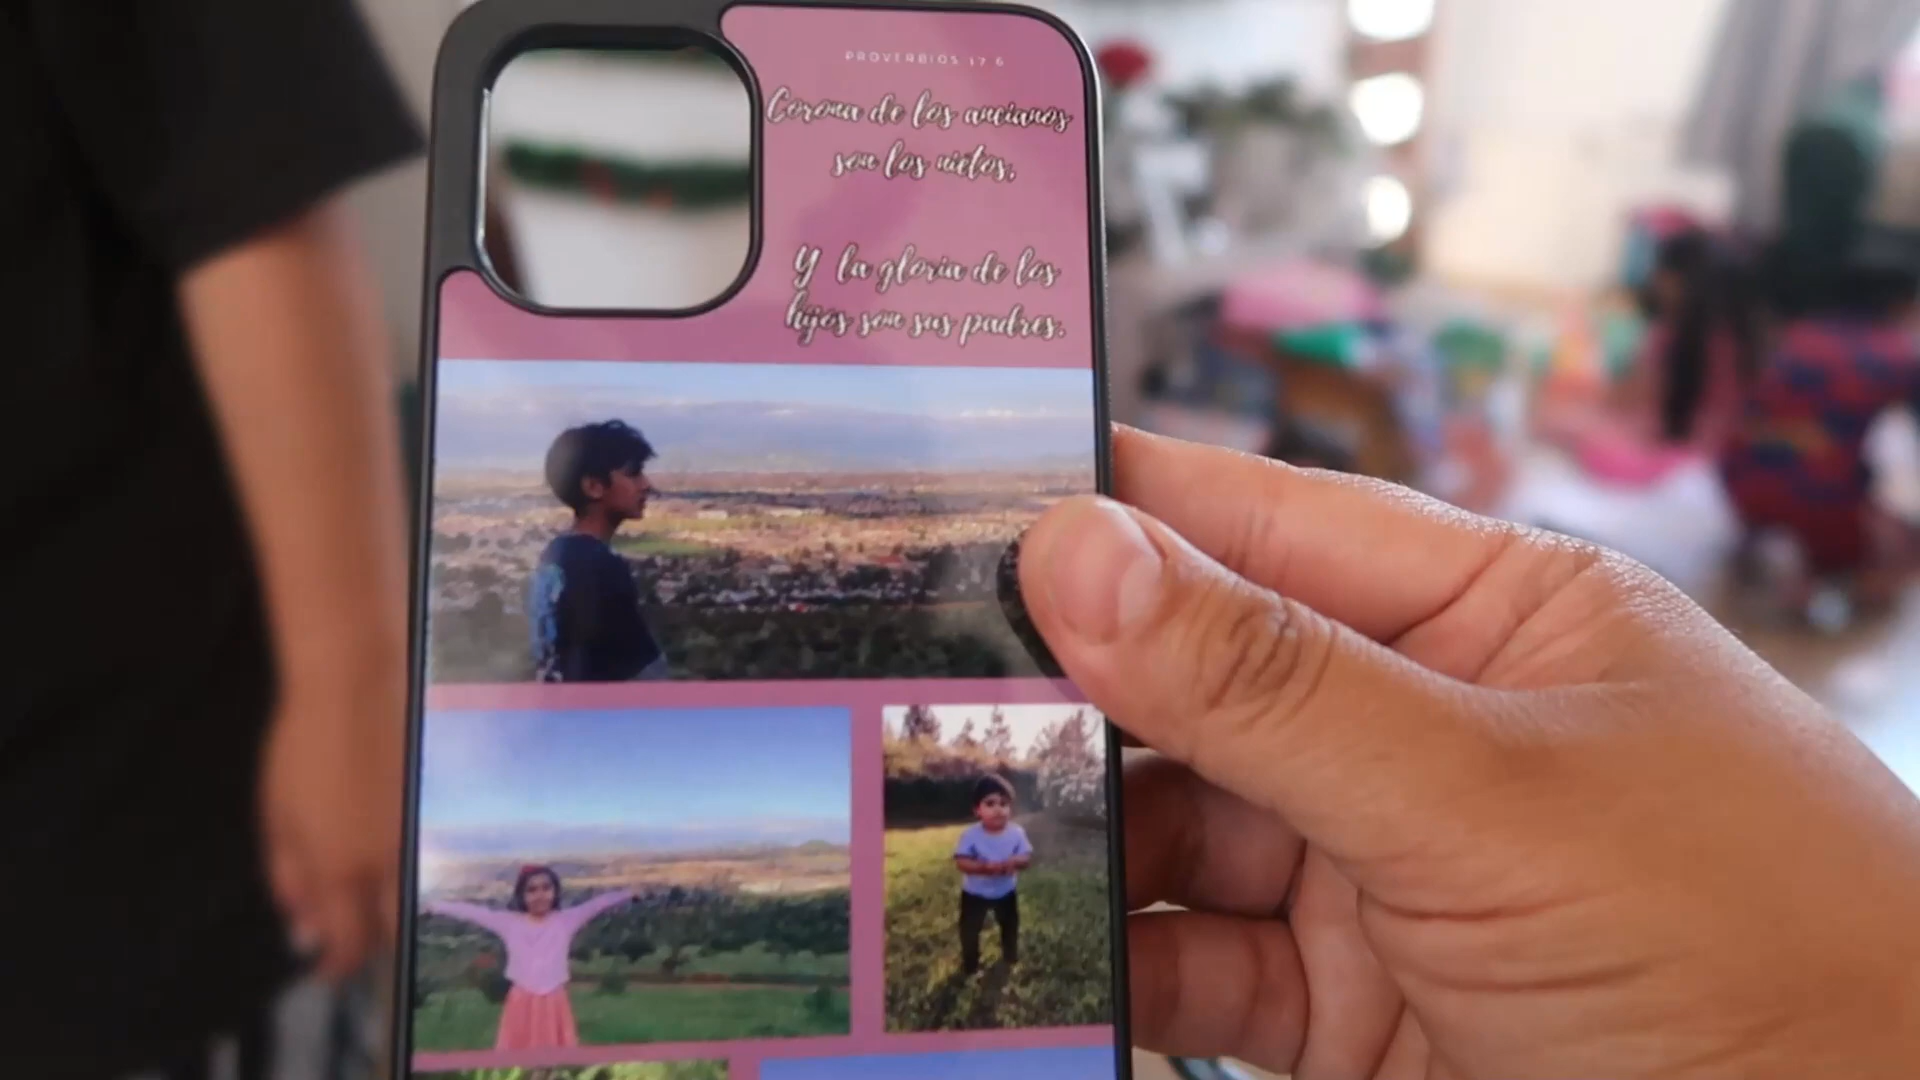 PROVERBIOS 17 6
Corona de los ancianos
son los nietos,
Y la gloria de los
hijos son sus padres.